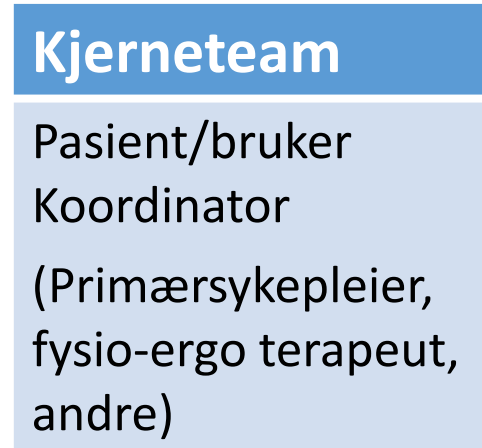 Kjerneteam
Pasient/bruker
Koordinator
(Primærsykepleier,
fysio-ergo terapeut,
andre)